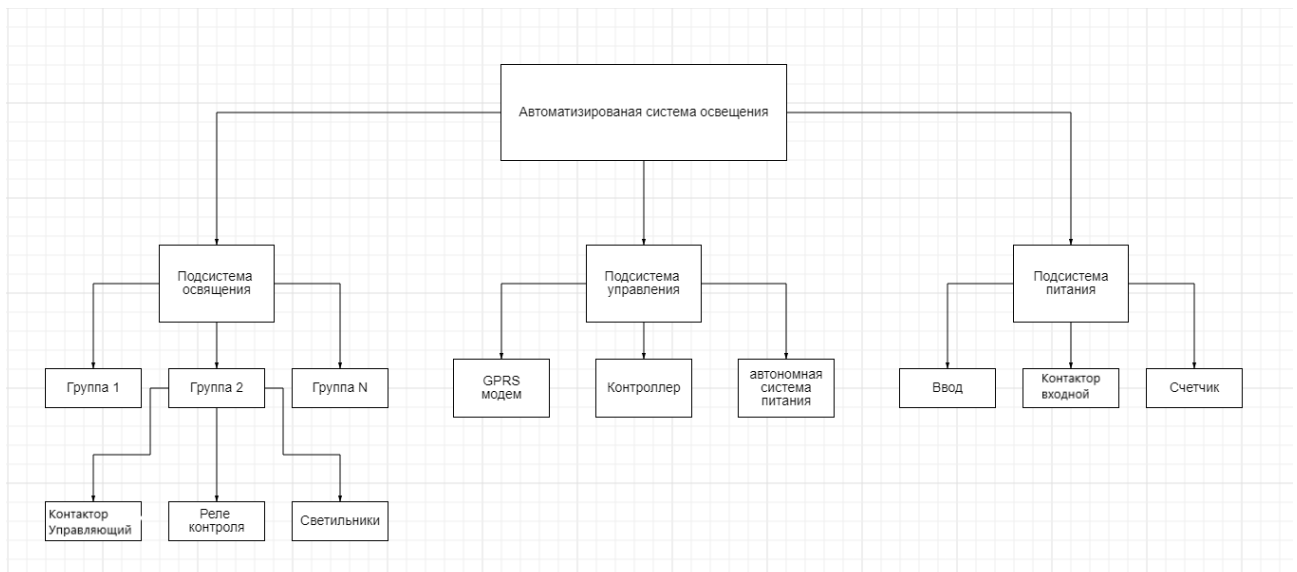 Автоматизированая система освещения
Подсистема
освящения
Подсистема
управления
Подсистема
питания
Группа 1
Группа 2
Группа N
GPRS
модем
Контроллер
автономная
система
питания
Ввод
Контактор
входной
Счетчик
Контактор
Управляющий
Реле
контроля
Светильники